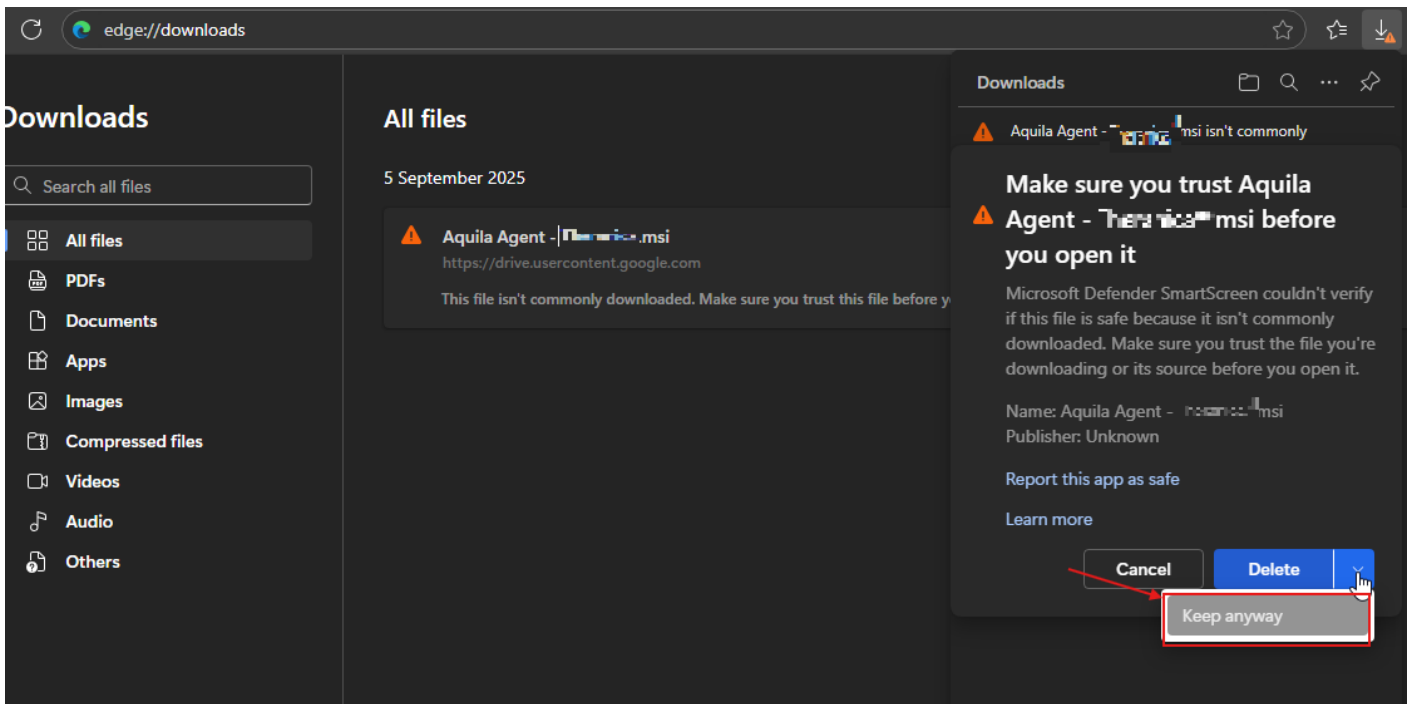 edge://downloads
Downloads
Search all files
All files
PDFs
Documents
Apps
Images
Compressed files
Videos
Audio
Others
All files
5 September 2025
Aquila Agent - .msi
https://drive.usercontent.google.com
This file isn't commonly downloaded. Make sure you trust this file before y
Downloads
Aquila Agent - msi isn't commonly
Make sure you trust Aquila
Agent - msi before
you open it
Microsoft Defender SmartScreen couldn't verify
if this file is safe because it isn't commonly
downloaded. Make sure you trust the file you're
downloading or its source before you open it.
Name: Aquila Agent - msi
Publisher: Unknown
Report this app as safe
Learn more
Cancel
Delete
Keep anyway